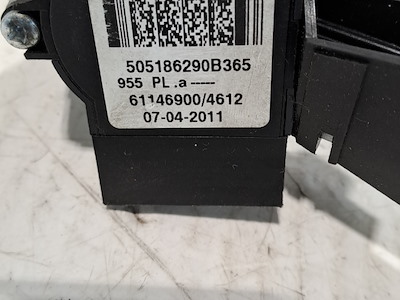 505186290B365
955 PL.a -----
61146900/4612
07-04-2011